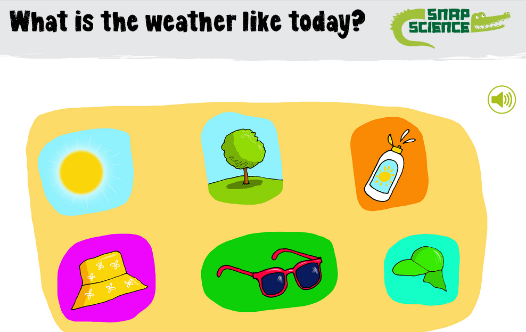 What is the weather like today?
SNAP
SCIENCE